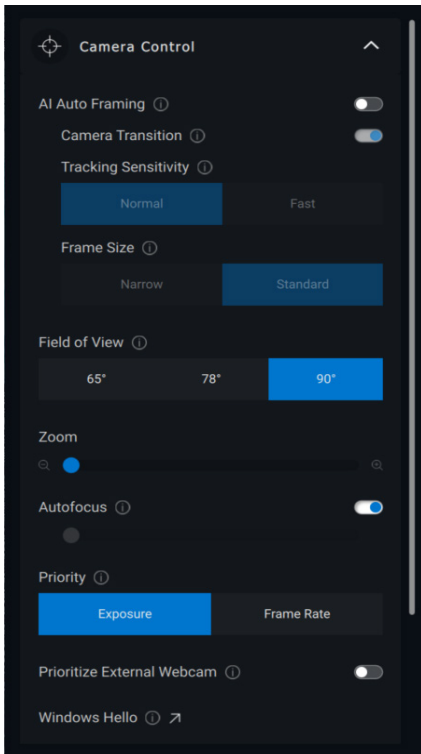 Camera Control
AI Auto Framing
Camera Transition
Tracking Sensitivity
Normal Fast
Frame Size
Narrow Standard
Field of View
65° 78° 90°
Zoom
Autofocus
Priority
Exposure Frame Rate
Prioritize External Webcam
Windows Hello